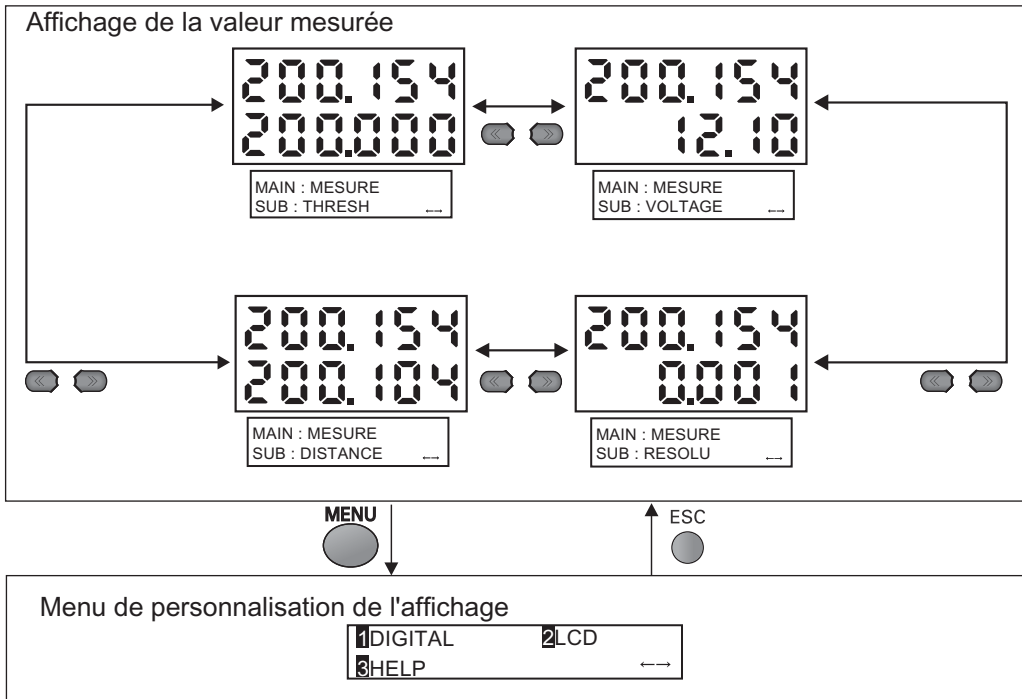 Affichage de la valeur mesurée
200.154
200.000
MAIN : MESURE
SUB : THRESH ←→
200.154
12.10
MAIN : MESURE
SUB : VOLTAGE ←→
200.154
200.104
MAIN : MESURE
SUB : DISTANCE ←→
200.154
0.001
MAIN : MESURE
SUB : RESOLU ←→
MENU
ESC
Menu de personnalisation de l'affichage
1DIGITAL 2LCD
3HELP ←→